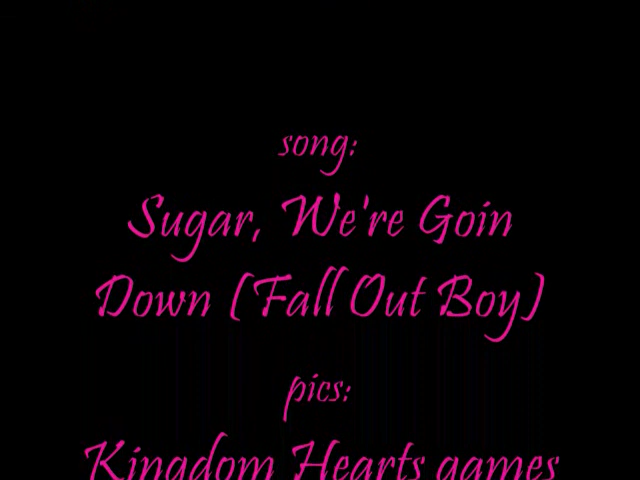 song:
Sugar, We're Goin
Down (Fall Out Boy)
pics:
Kingdom Hearts games